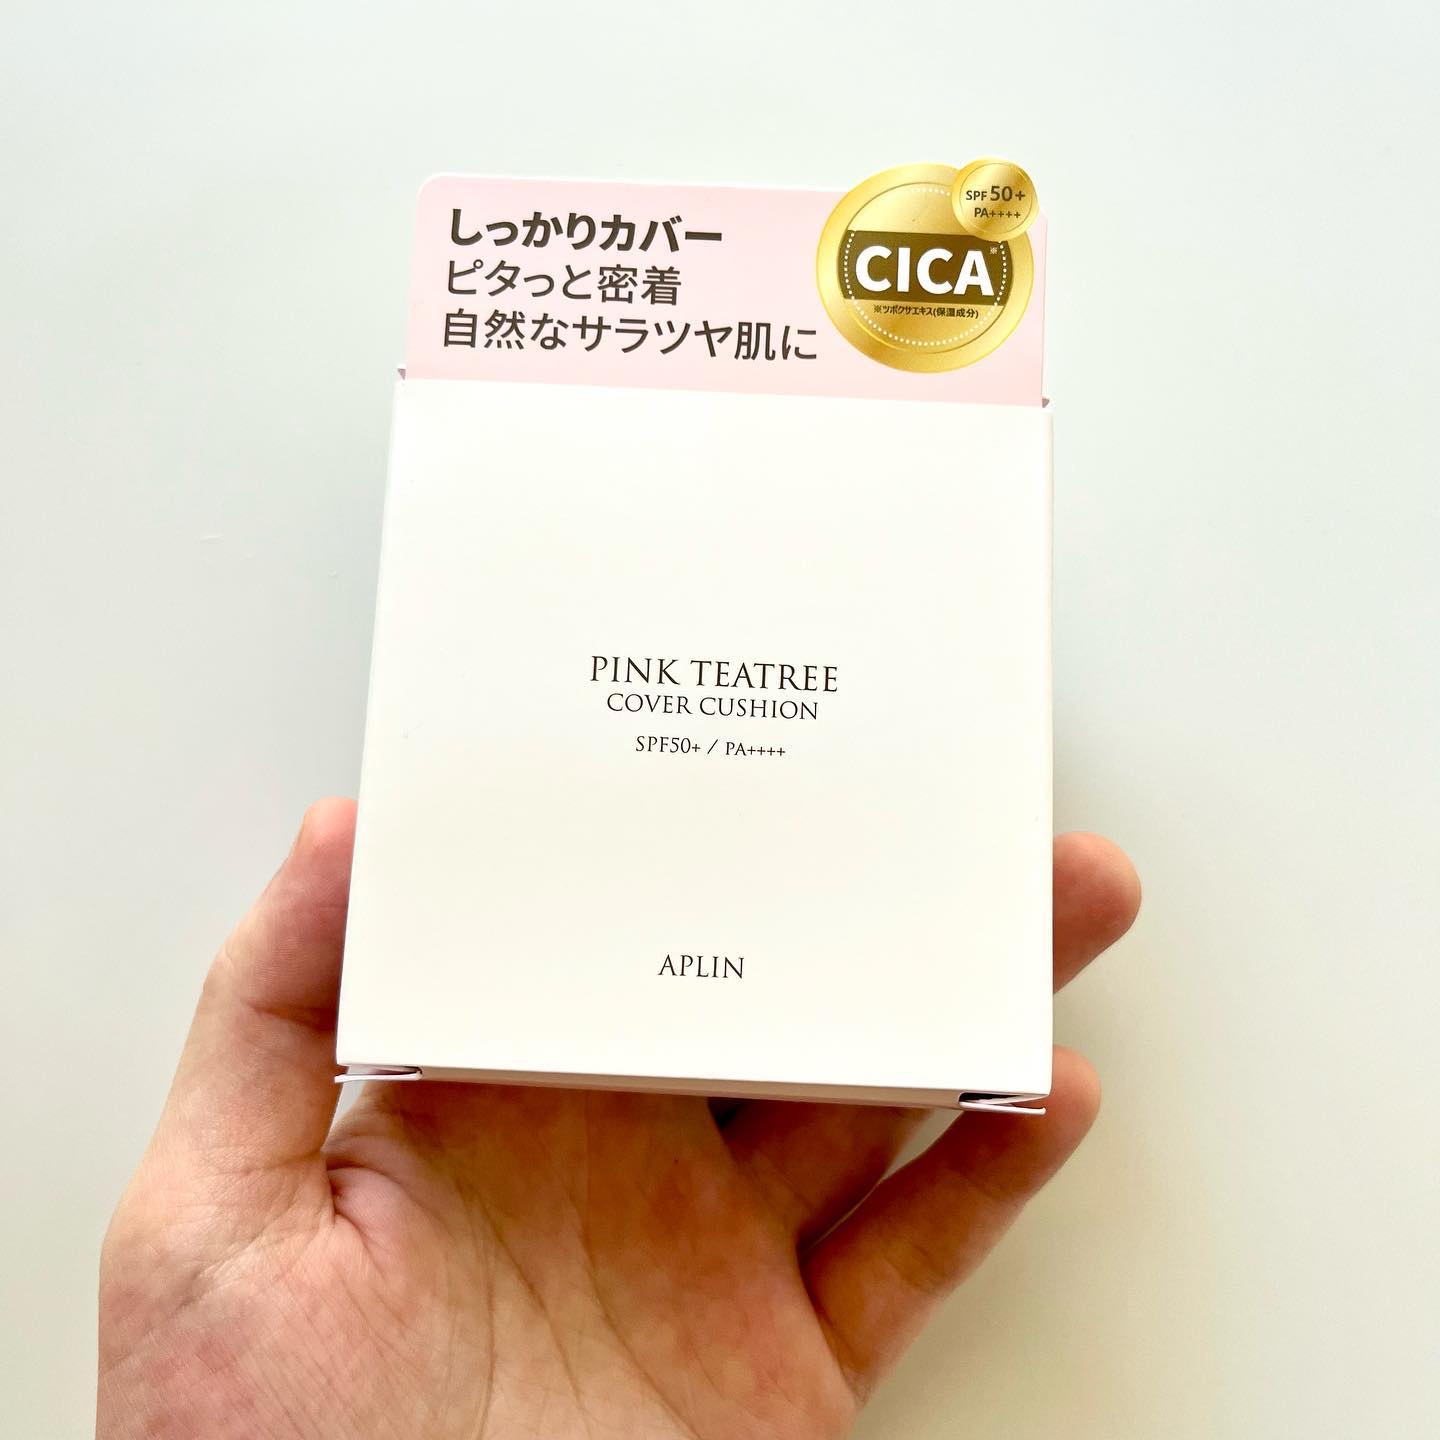 しっかりカバー
ピタっと密着
自然なサラツヤ肌に
SPF 50+
PA++++
CICA※
※ツボクサエキス(保湿成分)
PINK TEATREE
COVER CUSHION
SPF50+ / PA++++
APLIN